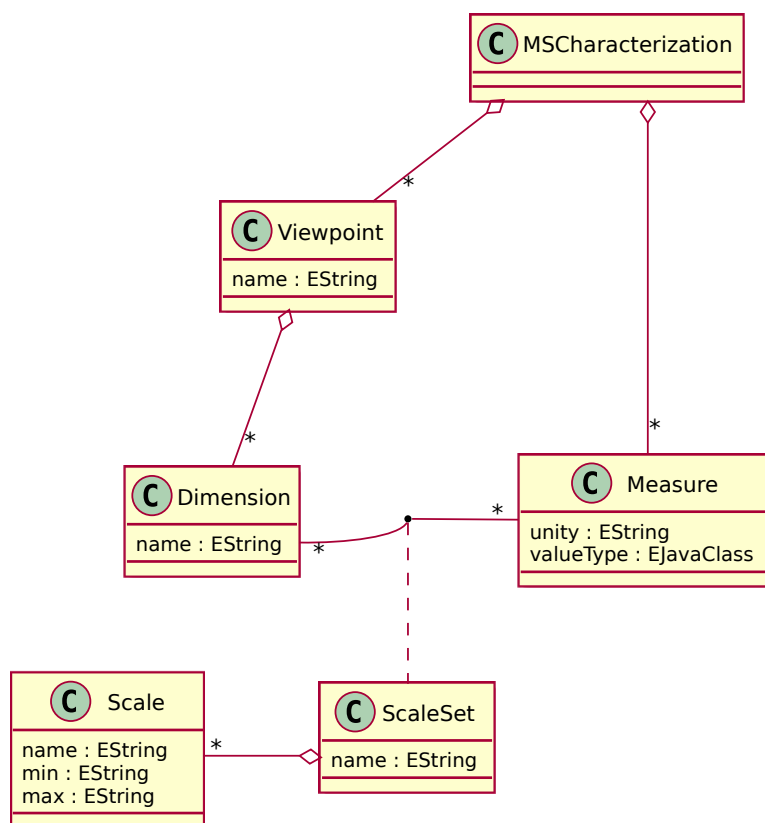 C MSCharacterization
*
C Viewpoint
name : EString
*
*
C Dimension
name : EString
*
*
C Measure
unity : EString
valueType : EJavaClass
C Scale
name : EString
min : EString
max : EString
*
C ScaleSet
name : EString